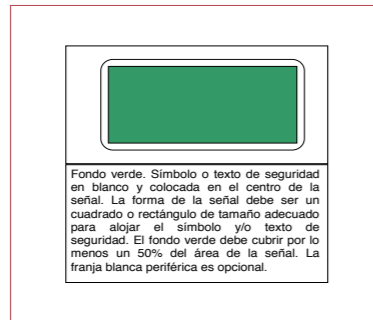 Fondo verde. Símbolo o texto de seguridad
en blanco y colocada en el centro de la
señal. La forma de la señal debe ser un
cuadrado o rectángulo de tamaño adecuado
para alojar el símbolo y/o texto de
seguridad. El fondo verde debe cubrir por lo
menos un 50% del área de la señal. La
franja blanca periférica es opcional.